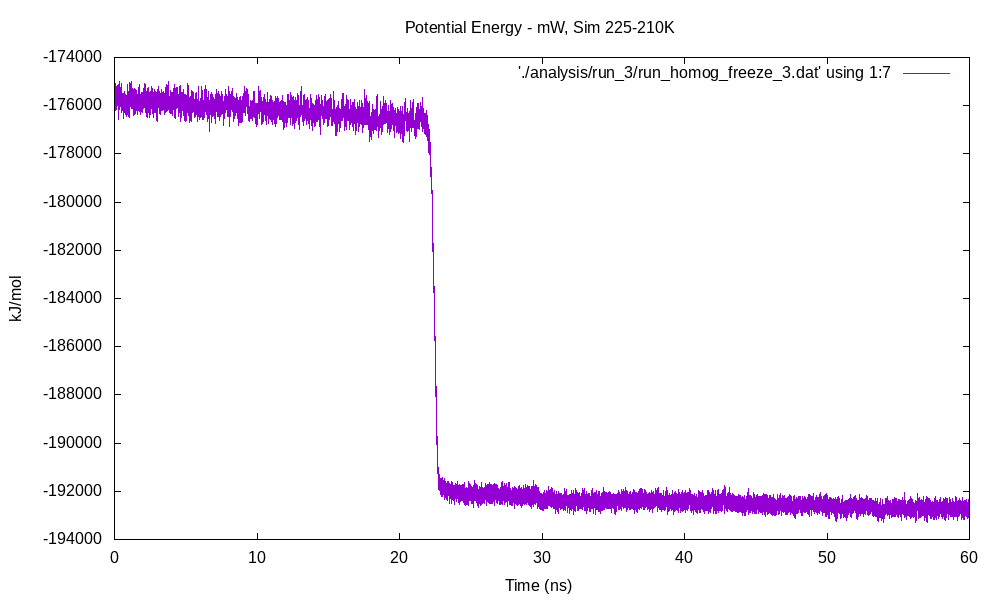 Potential Energy - mW, Sim 225-210K
'./analysis/run_3/run_homog_freeze_3.dat' using 1:7
-174000
-176000
-178000
-180000
-182000
-184000
-186000
-188000
-190000
-192000
-194000
kJ/mol
0 10 20 30 40 50 60
Time (ns)